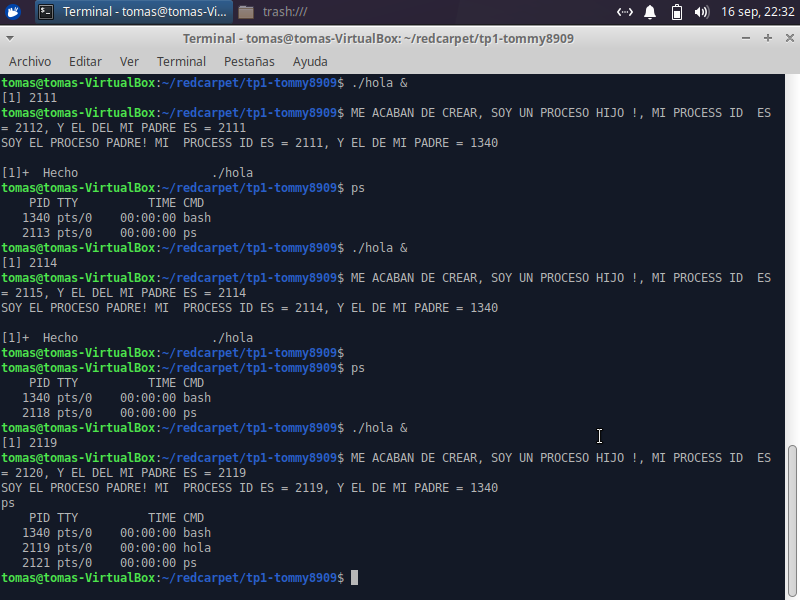 Terminal - tomas@tomas-Vi...
trash:///
16 sep, 22:32
Terminal - tomas@tomas-VirtualBox: ~/redcarpet/tp1-tommy8909
Archivo Editar Ver Terminal Pestañas Ayuda
tomas@tomas-VirtualBox:~/redcarpet/tp1-tommy8909$ ./hola &
[1] 2111
tomas@tomas-VirtualBox:~/redcarpet/tp1-tommy8909$ ME ACABAN DE CREAR, SOY UN PROCESO HIJO !, MI PROCESS ID  ES
= 2112, Y EL DEL MI PADRE ES = 2111
SOY EL PROCESO PADRE! MI  PROCESS ID ES = 2111, Y EL DE MI PADRE = 1340
[1]+  Hecho                   ./hola
tomas@tomas-VirtualBox:~/redcarpet/tp1-tommy8909$ ps
    PID TTY          TIME CMD
   1340 pts/0    00:00:00 bash
   2113 pts/0    00:00:00 ps
tomas@tomas-VirtualBox:~/redcarpet/tp1-tommy8909$ ./hola &
[1] 2114
tomas@tomas-VirtualBox:~/redcarpet/tp1-tommy8909$ ME ACABAN DE CREAR, SOY UN PROCESO HIJO !, MI PROCESS ID  ES
= 2115, Y EL DEL MI PADRE ES = 2114
SOY EL PROCESO PADRE! MI  PROCESS ID ES = 2114, Y EL DE MI PADRE = 1340
[1]+  Hecho                   ./hola
tomas@tomas-VirtualBox:~/redcarpet/tp1-tommy8909$
tomas@tomas-VirtualBox:~/redcarpet/tp1-tommy8909$ ps
    PID TTY          TIME CMD
   1340 pts/0    00:00:00 bash
   2118 pts/0    00:00:00 ps
tomas@tomas-VirtualBox:~/redcarpet/tp1-tommy8909$ ./hola &
[1] 2119
tomas@tomas-VirtualBox:~/redcarpet/tp1-tommy8909$ ME ACABAN DE CREAR, SOY UN PROCESO HIJO !, MI PROCESS ID  ES
= 2120, Y EL DEL MI PADRE ES = 2119
SOY EL PROCESO PADRE! MI  PROCESS ID ES = 2119, Y EL DE MI PADRE = 1340
ps
    PID TTY          TIME CMD
   1340 pts/0    00:00:00 bash
   2119 pts/0    00:00:00 hola
   2121 pts/0    00:00:00 ps
tomas@tomas-VirtualBox:~/redcarpet/tp1-tommy8909$